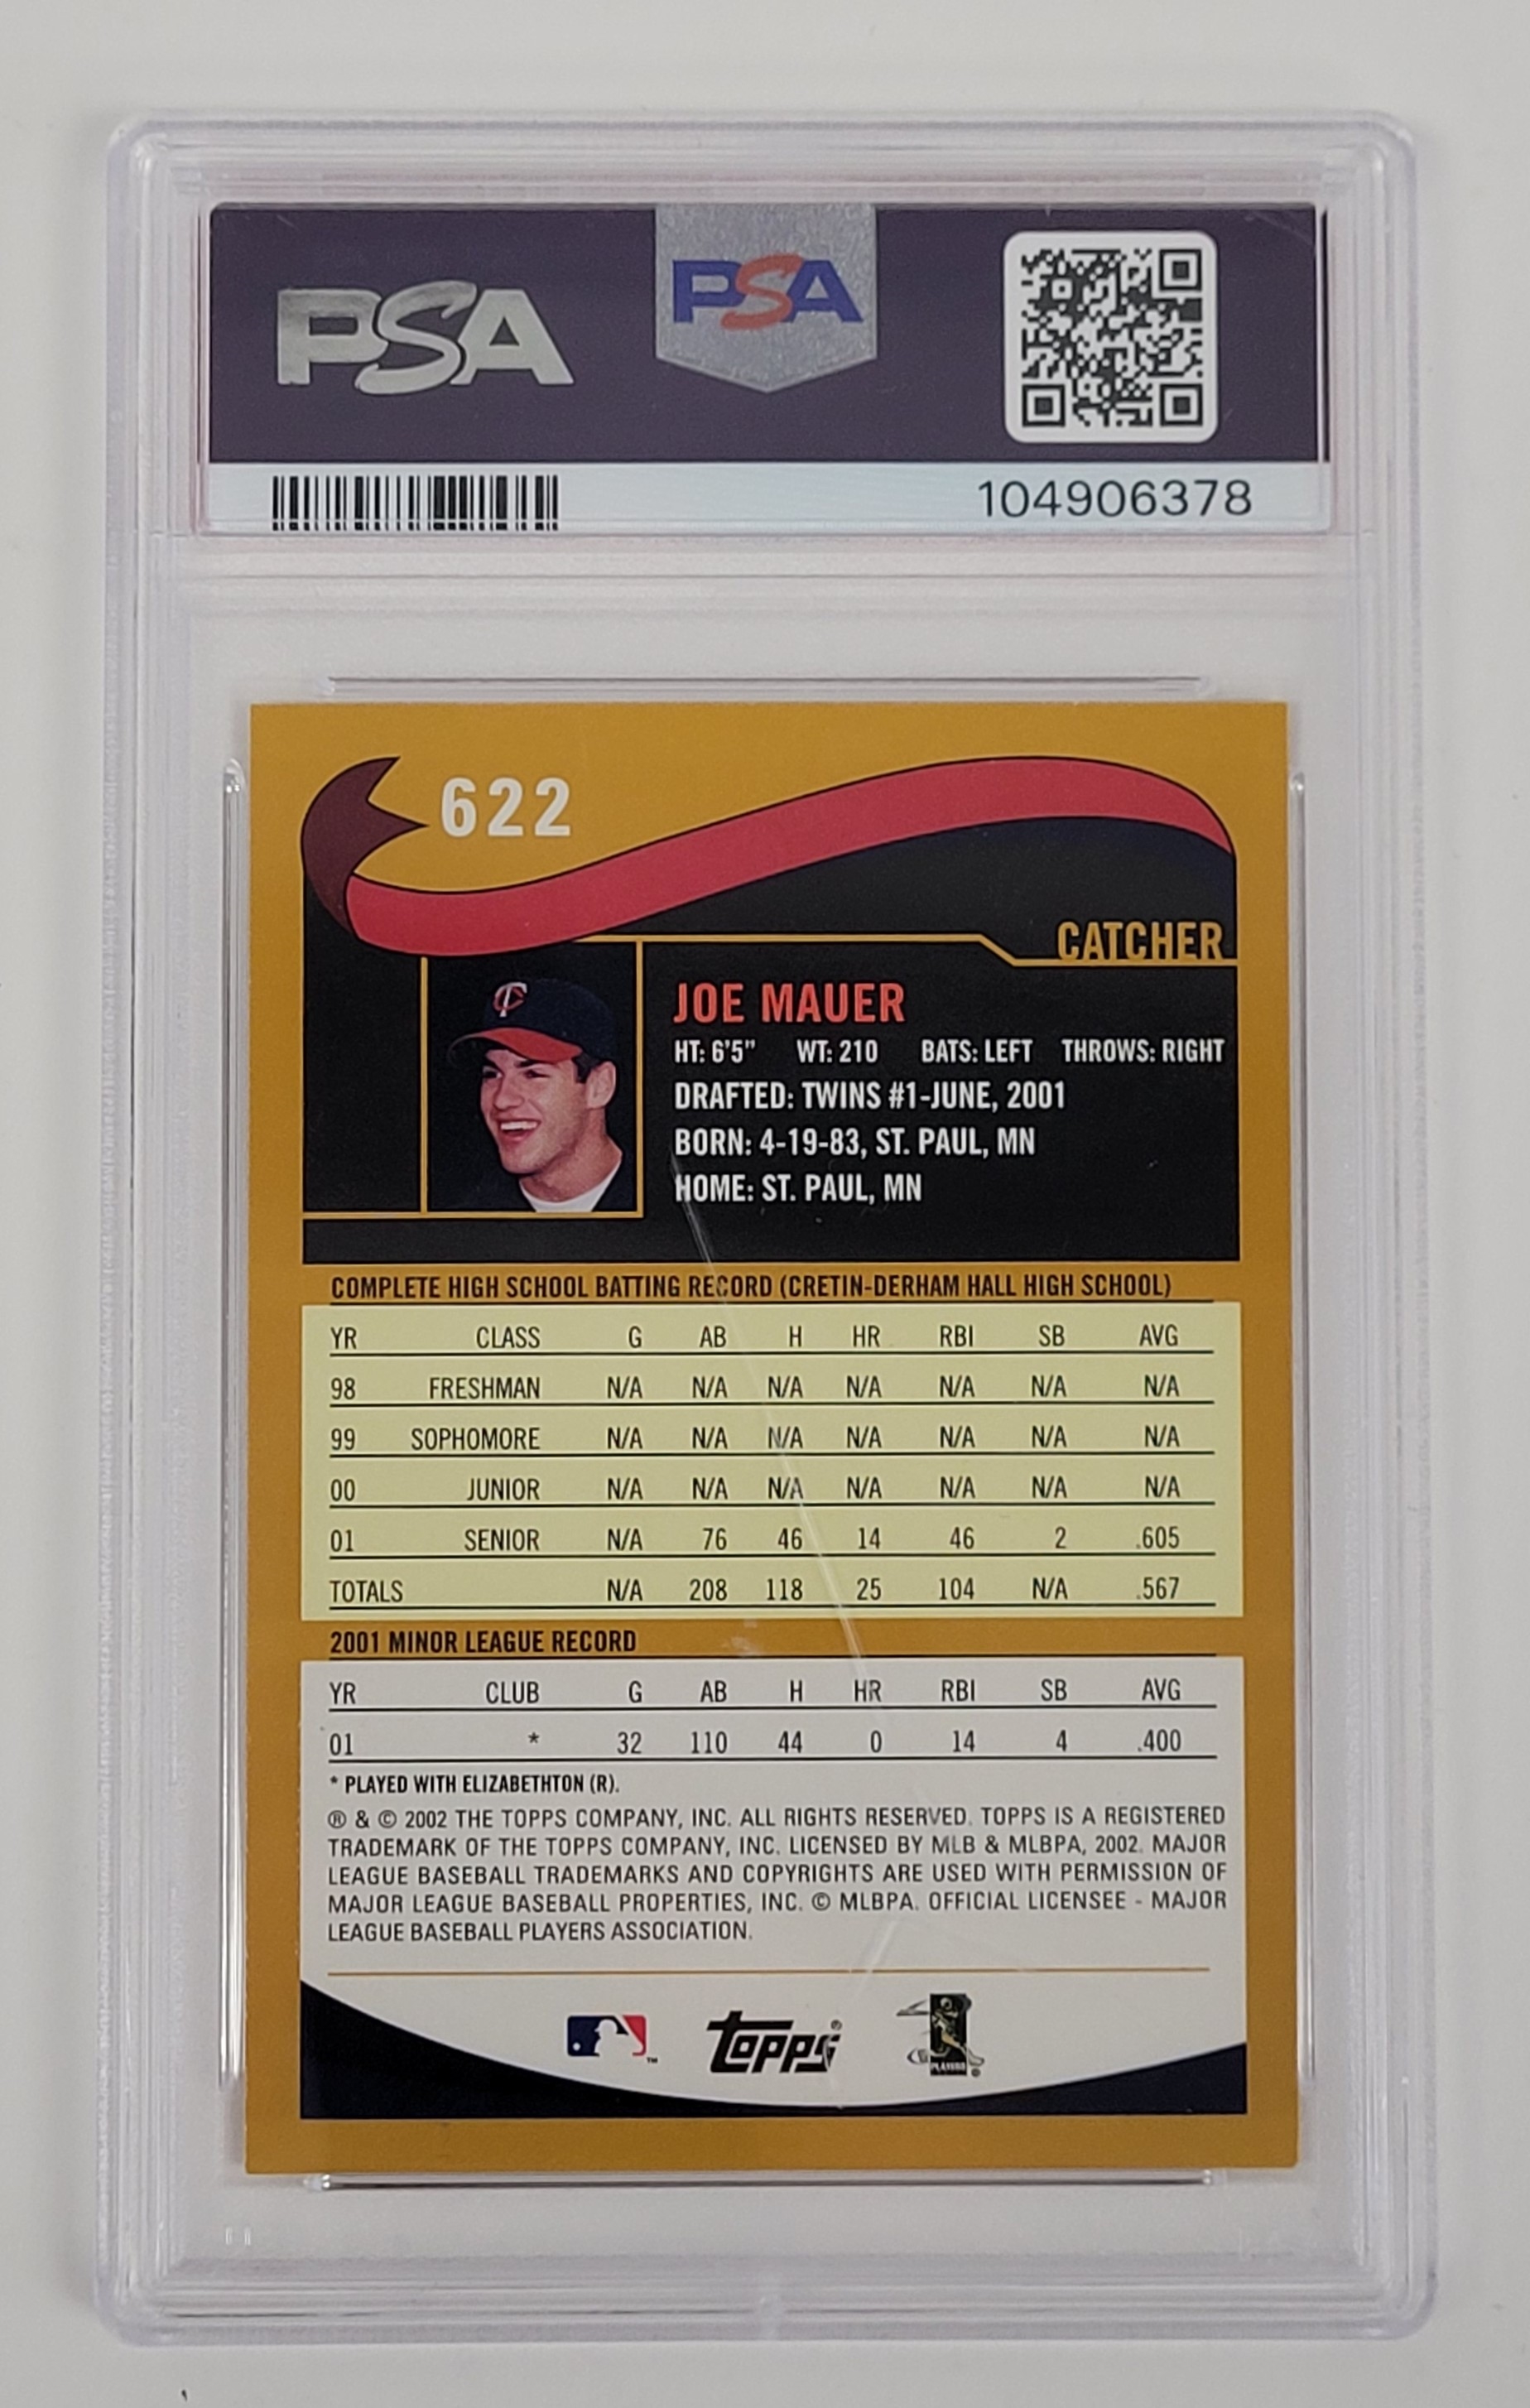 PSA
PSA
104906378
622
CATCHER
JOE MAUER
HT: 6'5" WT: 210 BATS: LEFT THROWS: RIGHT
DRAFTED: TWINS #1-JUNE, 2001
BORN: 4-19-83, ST. PAUL, MN
HOME: ST. PAUL, MN
COMPLETE HIGH SCHOOL BATTING RECORD (CRETIN-DERHAM HALL HIGH SCHOOL)
YR CLASS G AB H HR RBI SB AVG
98 FRESHMAN N/A N/A N/A N/A N/A N/A N/A
99 SOPHOMORE N/A N/A N/A N/A N/A N/A N/A
00 JUNIOR N/A N/A N/A N/A N/A N/A N/A
01 SENIOR N/A 76 46 14 46 2 .605
TOTALS N/A 208 118 25 104 N/A .567
2001 MINOR LEAGUE RECORD
YR CLUB G AB H HR RBI SB AVG
01 * 32 110 44 0 14 4 .400
* PLAYED WITH ELIZABETHTON (R).
® & © 2002 THE TOPPS COMPANY, INC. ALL RIGHTS RESERVED. TOPPS IS A REGISTERED
TRADEMARK OF THE TOPPS COMPANY, INC. LICENSED BY MLB & MLBPA, 2002. MAJOR
LEAGUE BASEBALL TRADEMARKS AND COPYRIGHTS ARE USED WITH PERMISSION OF
MAJOR LEAGUE BASEBALL PROPERTIES, INC. © MLBPA. OFFICIAL LICENSEE - MAJOR
LEAGUE BASEBALL PLAYERS ASSOCIATION.
™ Topps® PLAYERS ®